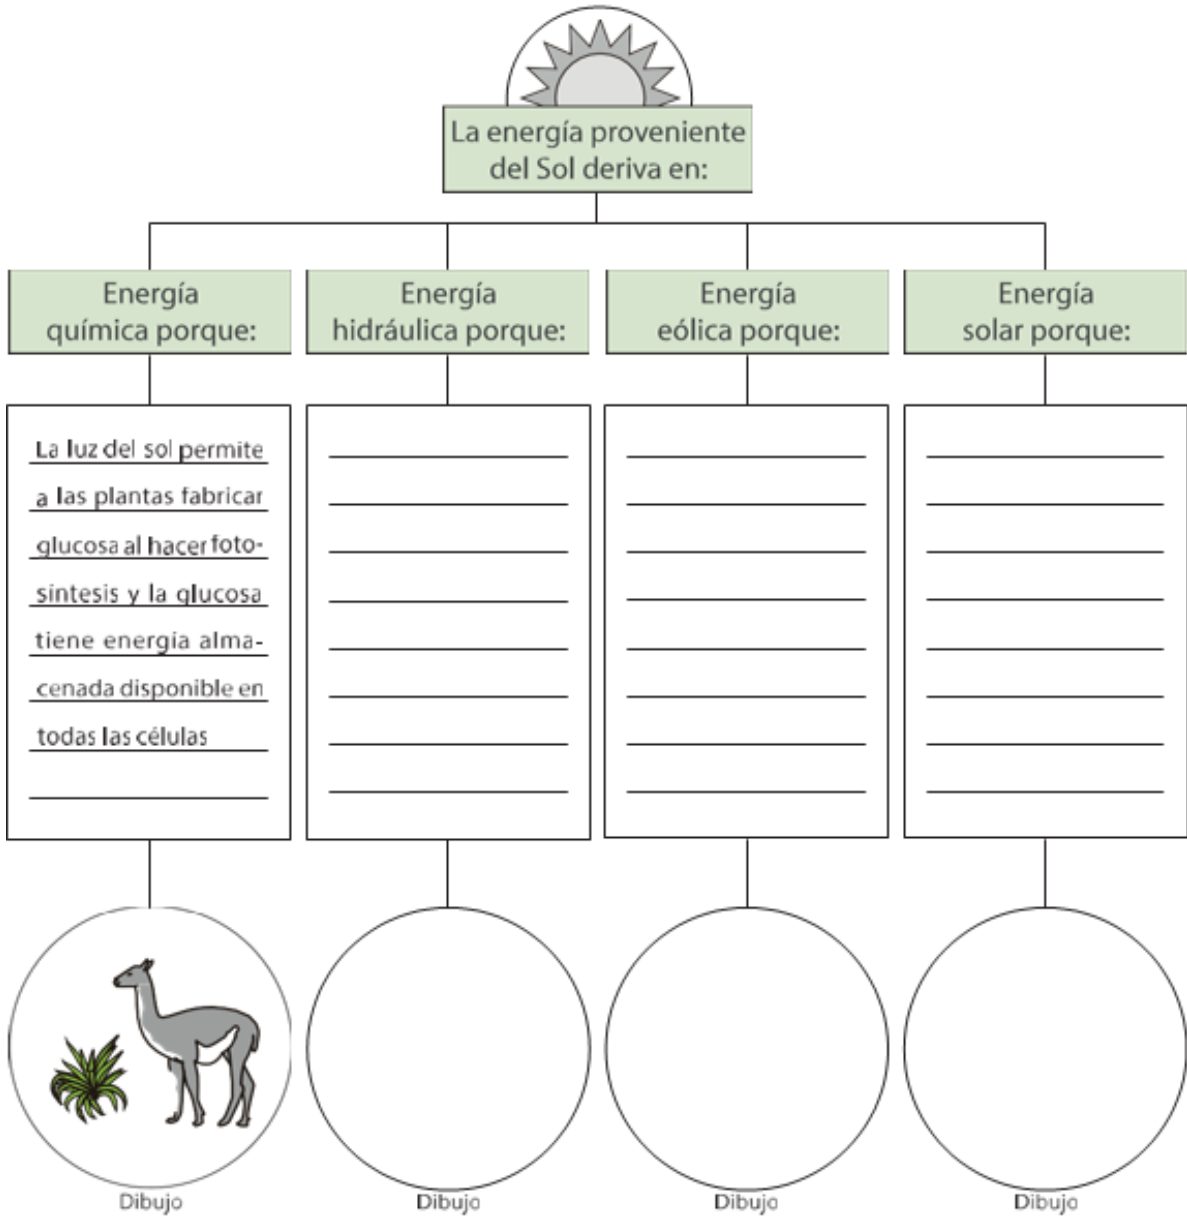 La energía proveniente
del Sol deriva en:
Energía
química porque:
Energía
hidráulica porque:
Energía
eólica porque:
Energía
solar porque:
La luz del sol permite
a las plantas fabricar
glucosa al hacer foto-
síntesis y la glucosa
tiene energía alma-
cenada disponible en
todas las células
Dibujo
Dibujo
Dibujo
Dibujo